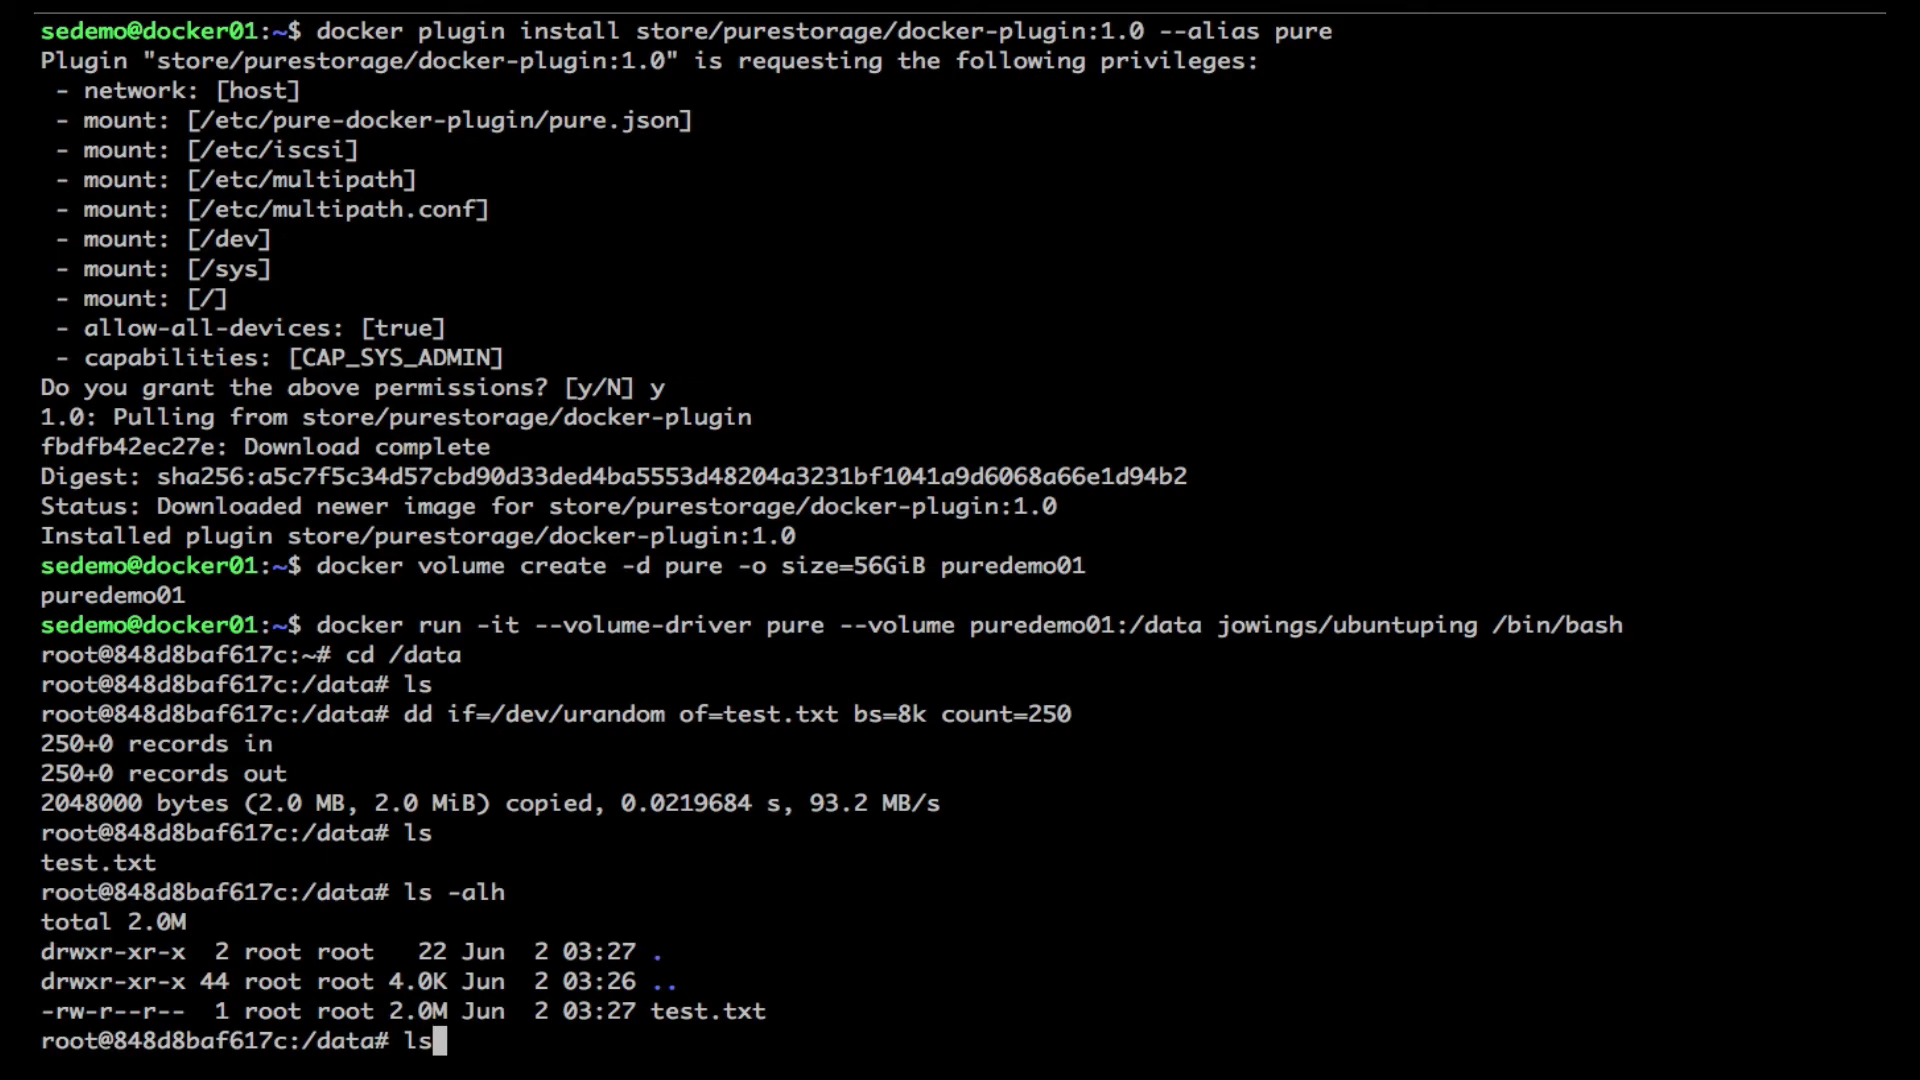 sedemo@docker01:~$ docker plugin install store/purestorage/docker-plugin:1.0 --alias pure
Plugin "store/purestorage/docker-plugin:1.0" is requesting the following privileges:
 - network: [host]
 - mount: [/etc/pure-docker-plugin/pure.json]
 - mount: [/etc/iscsi]
 - mount: [/etc/multipath]
 - mount: [/etc/multipath.conf]
 - mount: [/dev]
 - mount: [/sys]
 - mount: [/]
 - allow-all-devices: [true]
 - capabilities: [CAP_SYS_ADMIN]
Do you grant the above permissions? [y/N] y
1.0: Pulling from store/purestorage/docker-plugin
fbdfb42ec27e: Download complete
Digest: sha256:a5c7f5c34d57cbd90d33ded4ba5553d48204a3231bf1041a9d6068a66e1d94b2
Status: Downloaded newer image for store/purestorage/docker-plugin:1.0
Installed plugin store/purestorage/docker-plugin:1.0
sedemo@docker01:~$ docker volume create -d pure -o size=56GiB puredemo01
puredemo01
sedemo@docker01:~$ docker run -it --volume-driver pure --volume puredemo01:/data jowings/ubuntuping /bin/bash
root@848d8baf617c:~# cd /data
root@848d8baf617c:/data# ls
root@848d8baf617c:/data# dd if=/dev/urandom of=test.txt bs=8k count=250
250+0 records in
250+0 records out
2048000 bytes (2.0 MB, 2.0 MiB) copied, 0.0219684 s, 93.2 MB/s
root@848d8baf617c:/data# ls
test.txt
root@848d8baf617c:/data# ls -alh
total 2.0M
drwxr-xr-x  2 root root   22 Jun  2 03:27 .
drwxr-xr-x 44 root root 4.0K Jun  2 03:26 ..
-rw-r--r--  1 root root 2.0M Jun  2 03:27 test.txt
root@848d8baf617c:/data# ls